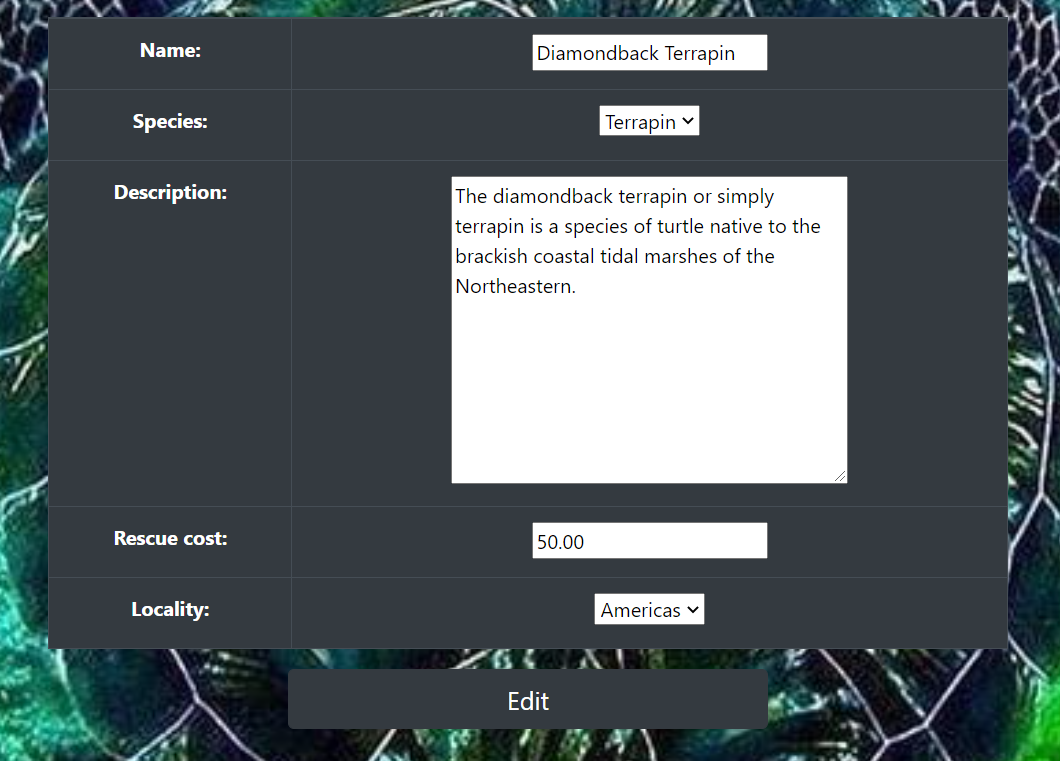 Name: Diamondback Terrapin
Species: Terrapin
Description: The diamondback terrapin or simply
terrapin is a species of turtle native to the
brackish coastal tidal marshes of the
Northeastern.
Rescue cost: 50.00
Locality: Americas
Edit